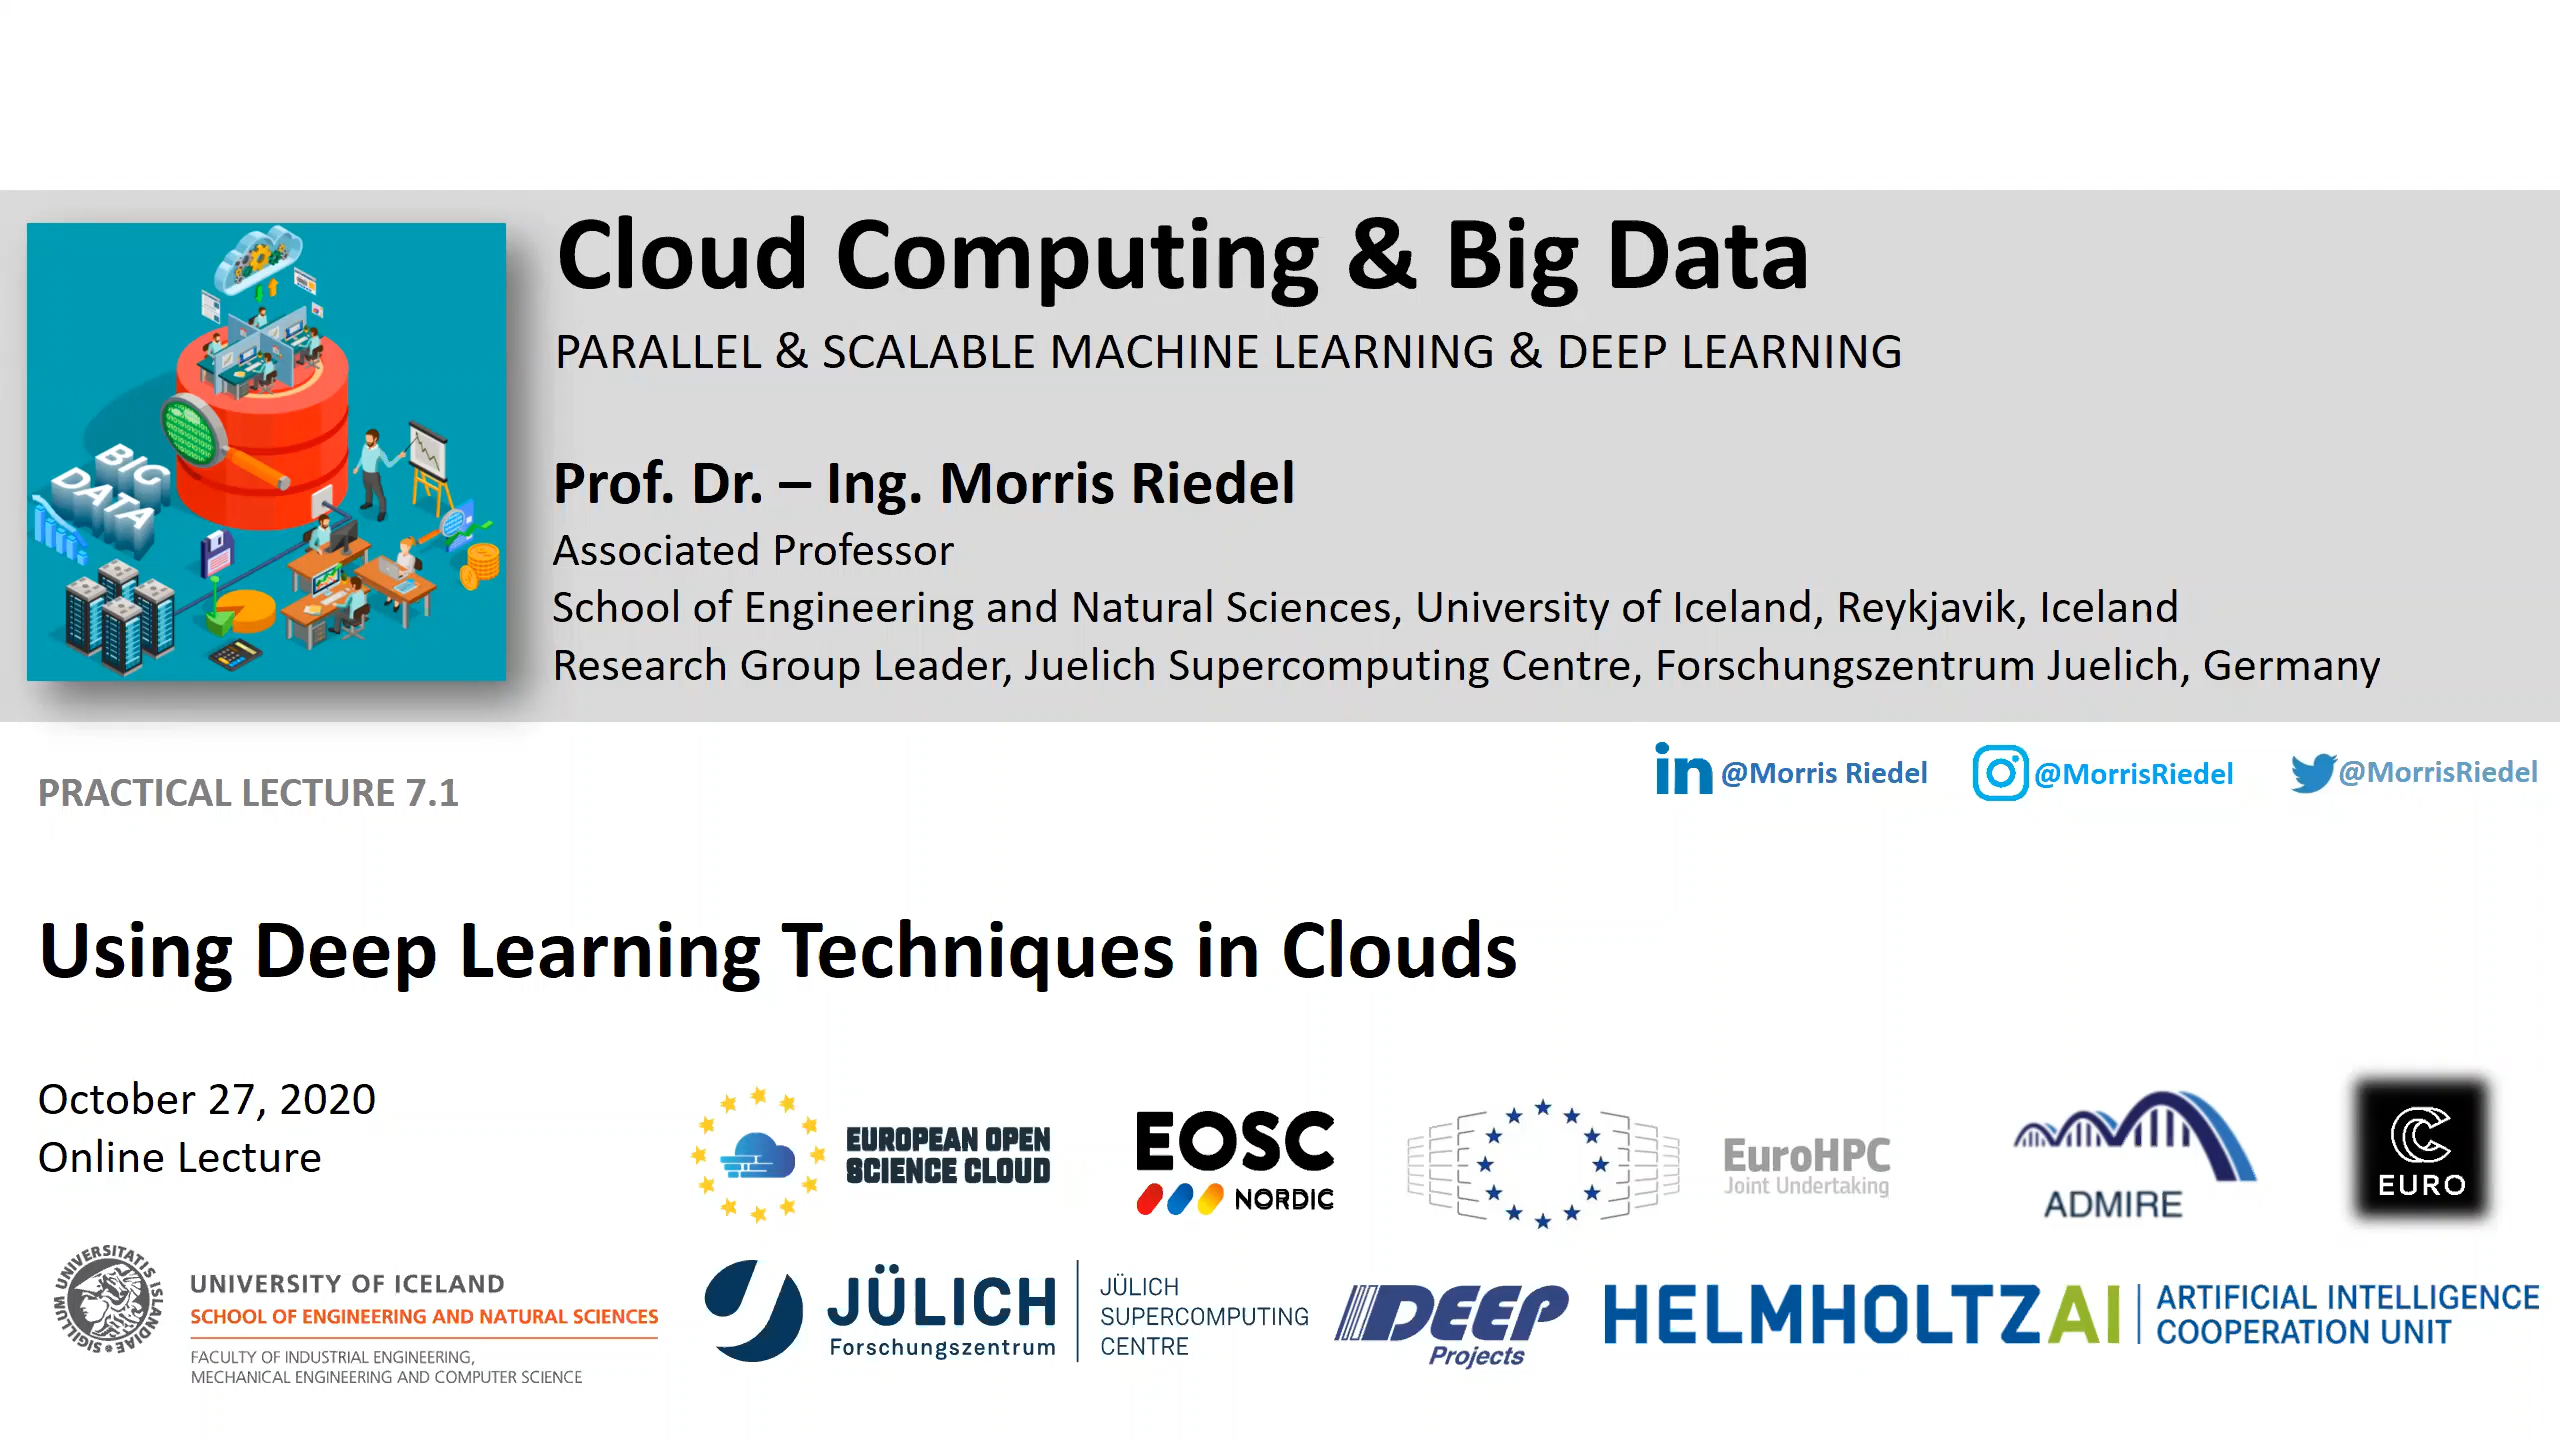 Cloud Computing & Big Data
PARALLEL & SCALABLE MACHINE LEARNING & DEEP LEARNING
BIG
DATA
Prof. Dr. – Ing. Morris Riedel
Associated Professor
School of Engineering and Natural Sciences, University of Iceland, Reykjavik, Iceland
Research Group Leader, Juelich Supercomputing Centre, Forschungszentrum Juelich, Germany
in @Morris Riedel @MorrisRiedel @MorrisRiedel
PRACTICAL LECTURE 7.1
Using Deep Learning Techniques in Clouds
October 27, 2020
Online Lecture
EUROPEAN OPEN
SCIENCE CLOUD
EOSC
NORDIC
EuroHPC
Joint Undertaking
ADMIRE
EURO
SIGILLUM UNIVERSITATIS ISLANDIAE
UNIVERSITY OF ICELAND
SCHOOL OF ENGINEERING AND NATURAL SCIENCES
FACULTY OF INDUSTRIAL ENGINEERING,
MECHANICAL ENGINEERING AND COMPUTER SCIENCE
JÜLICH
Forschungszentrum
JÜLICH
SUPERCOMPUTING
CENTRE
DEEP
Projects
HELMHOLTZAI
ARTIFICIAL INTELLIGENCE
COOPERATION UNIT